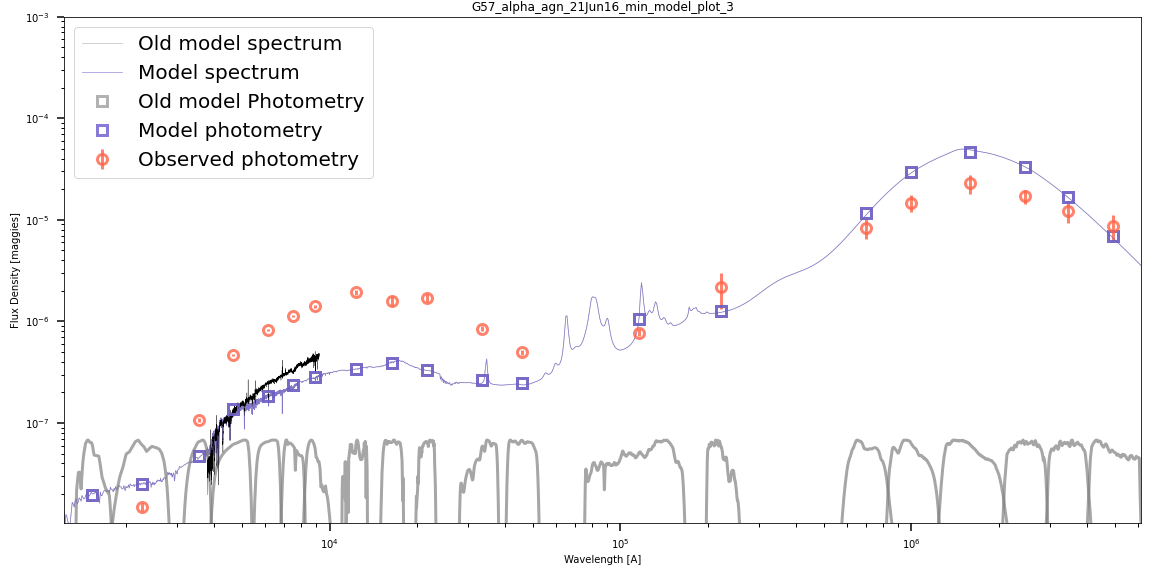 G57_alpha_agn_21Jun16_min_model_plot_3
Old model spectrum
Model spectrum
Old model Photometry
Model photometry
Observed photometry
10⁻³
10⁻⁴
10⁻⁵
10⁻⁶
10⁻⁷
Flux Density [maggies]
10⁴
10⁵
10⁶
Wavelength [A]